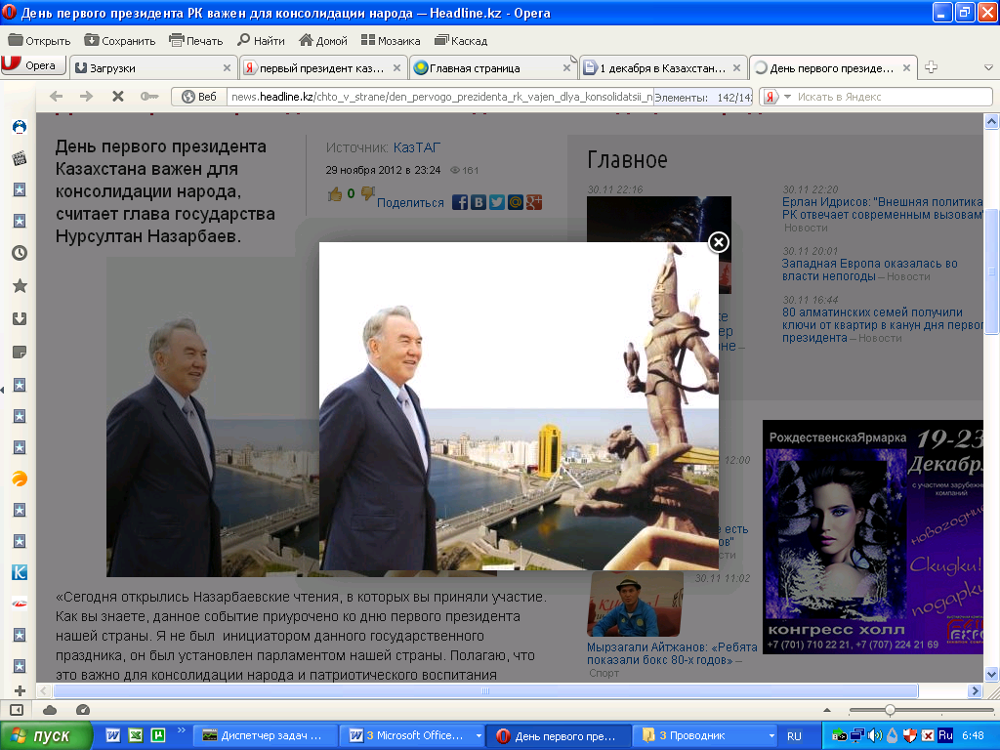 День первого президента РК важен для консолидации народа — Headline.kz - Opera
Открыть Сохранить Печать Найти Домой Мозаика Каскад
Opera Загрузки первый президент каз... Главная страница 1 декабря в Казахстан... День первого президе...
Веб news.headline.kz/chto_v_strane/den_pervogo_prezidenta_rk_vajen_dlya_konsolidatsii_n Элементы: 142/142 Искать в Яндекс
День первого президента
Казахстана важен для
консолидации народа,
считает глава государства
Нурсултан Назарбаев.
Источник: КазТАГ
29 ноября 2012 в 23:24 161
0 Поделиться
Главное
30.11 22:16
30.11 22:20
Ерлан Идрисов: "Внешняя политика
РК отвечает современным вызовам"
Новости
30.11 20:01
Западная Европа оказалась во
власти непогоды – Новости
30.11 16:44
80 алматинских семей получили
ключи от квартир в канун дня первог
президента – Новости
12:00
30.11 11:02
Мырзагали Айтжанов: «Ребята
показали бокс 80-х годов» –
Спорт
РождественскаЯрмарка
19-23
Декабр
с участием зарубежн
компаний
новогодние
Скидки!
подарки
конгресс холл
+7 (701) 710 22 21, +7 (707) 224 21 69
«Сегодня открылись Назарбаевские чтения, в которых вы приняли участие.
Как вы знаете, данное событие приурочено ко дню первого президента
нашей страны. Я не был инициатором данного государственного
праздника, он был установлен парламентом нашей страны. Полагаю, что
это важно для консолидации народа и патриотического воспитания
пуск Диспетчер задач ... 3 Microsoft Office... День первого пре... 3 Проводник RU Ru 6:48